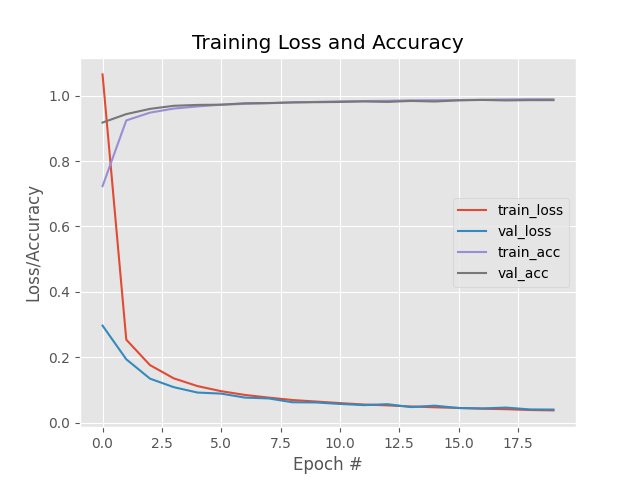 Training Loss and Accuracy
Loss/Accuracy
1.0
0.8
0.6
0.4
0.2
0.0
train_loss
val_loss
train_acc
val_acc
0.0 2.5 5.0 7.5 10.0 12.5 15.0 17.5
Epoch #